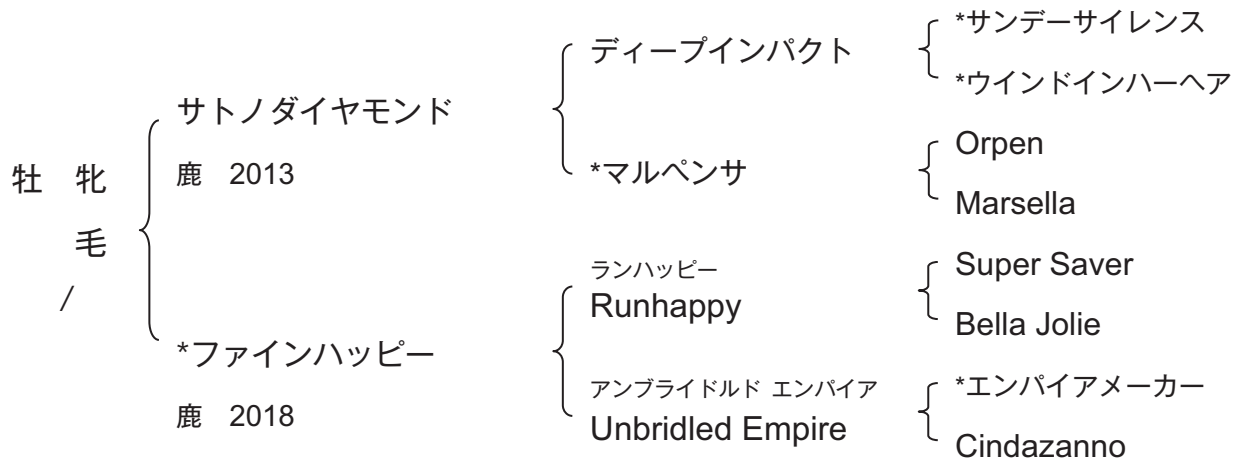 *サンデーサイレンス
ディープインパクト
*ウインドインハーヘア
サトノダイヤモンド
鹿 2013
Orpen
*マルペンサ
Marsella
牡 牝
毛
/
ランハッピー
Runhappy
Super Saver
Bella Jolie
*ファインハッピー
鹿 2018
アンブライドルド エンパイア
Unbridled Empire
*エンパイアメーカー
Cindazanno